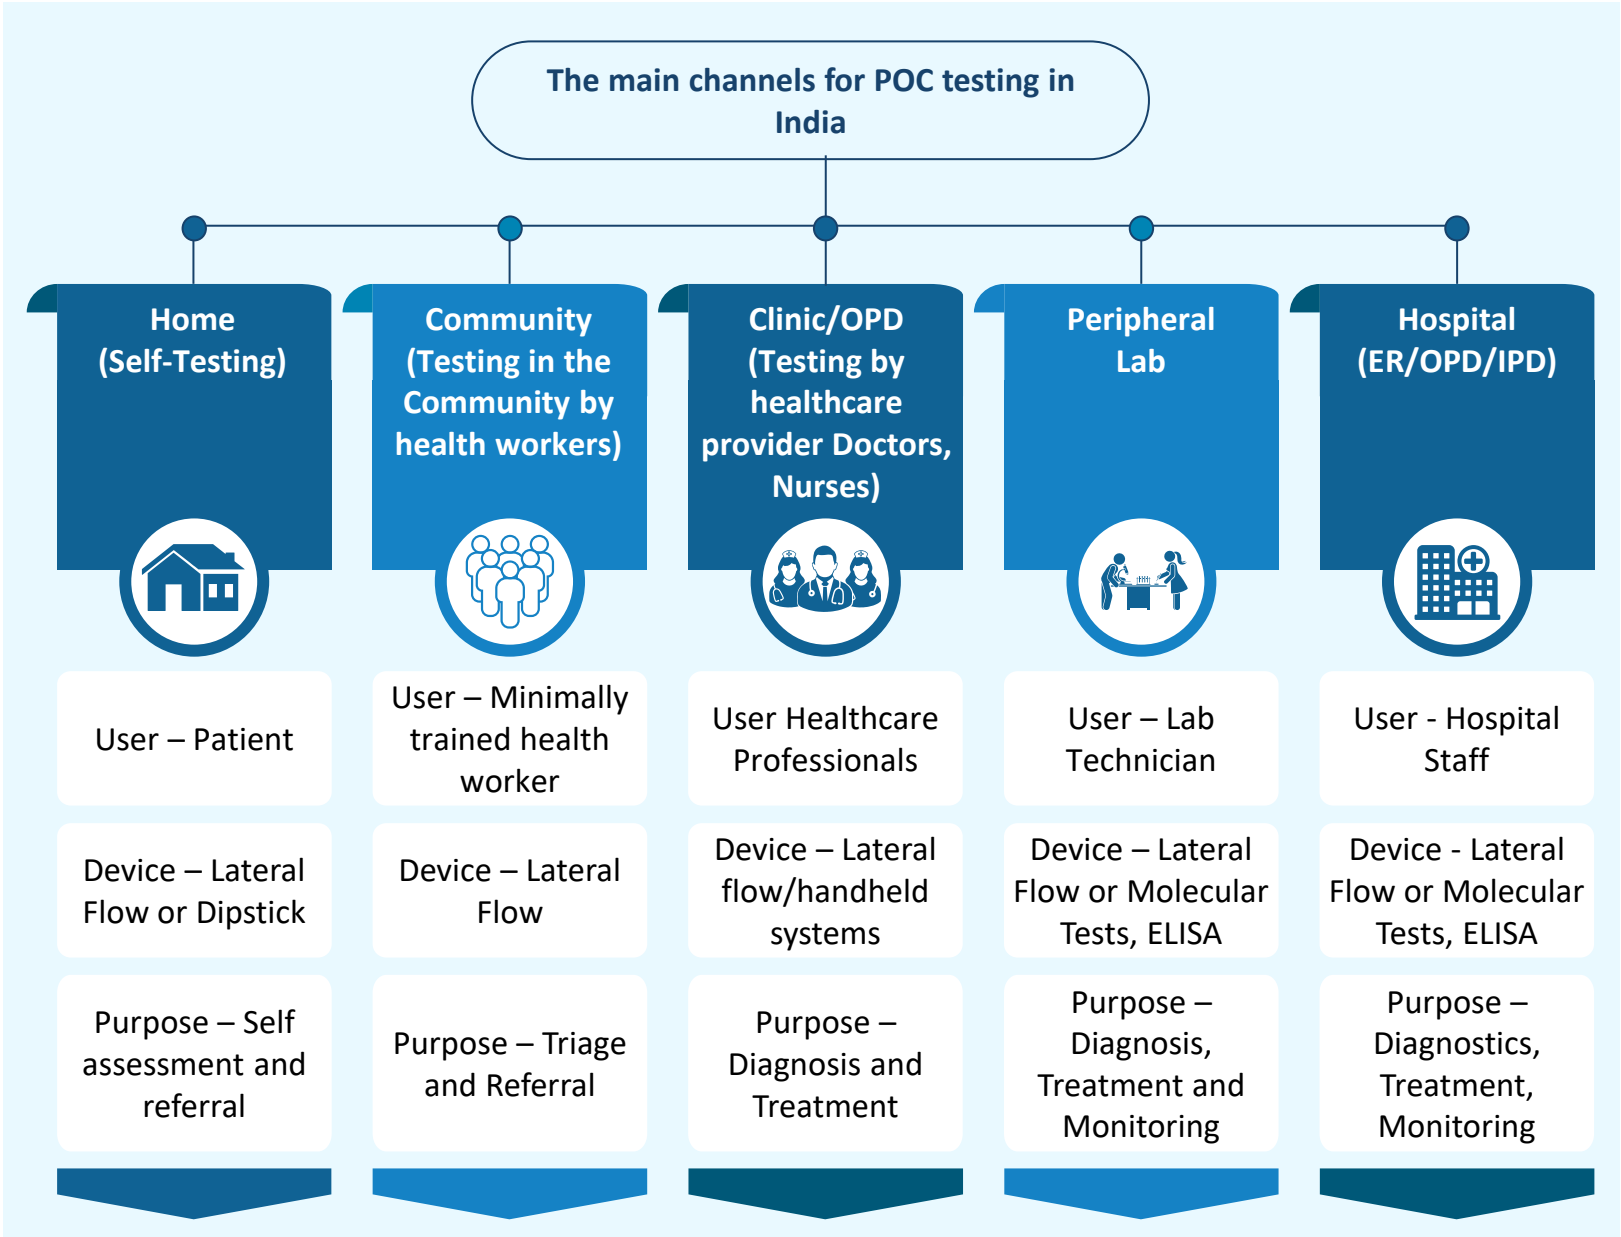 The main channels for POC testing in
India
Home
(Self-Testing)
Community
(Testing in the
Community by
health workers)
Clinic/OPD
(Testing by
healthcare
provider Doctors,
Nurses)
Peripheral
Lab
Hospital
(ER/OPD/IPD)
User – Patient
User – Minimally
trained health
worker
User Healthcare
Professionals
User – Lab
Technician
User - Hospital
Staff
Device – Lateral
Flow or Dipstick
Device – Lateral
Flow
Device – Lateral
flow/handheld
systems
Device – Lateral
Flow or Molecular
Tests, ELISA
Device - Lateral
Flow or Molecular
Tests, ELISA
Purpose – Self
assessment and
referral
Purpose – Triage
and Referral
Purpose –
Diagnosis and
Treatment
Purpose –
Diagnosis,
Treatment and
Monitoring
Purpose –
Diagnostics,
Treatment,
Monitoring